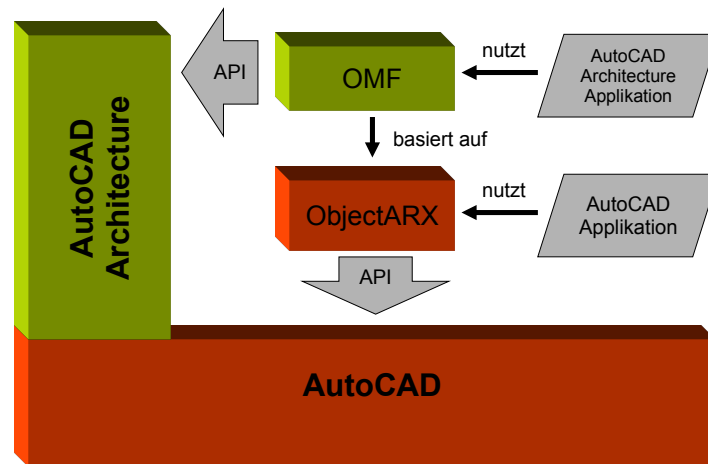 API
OMF
nutzt
AutoCAD
Architecture
Applikation
basiert auf
AutoCAD
Architecture
ObjectARX
nutzt
AutoCAD
Applikation
API
AutoCAD